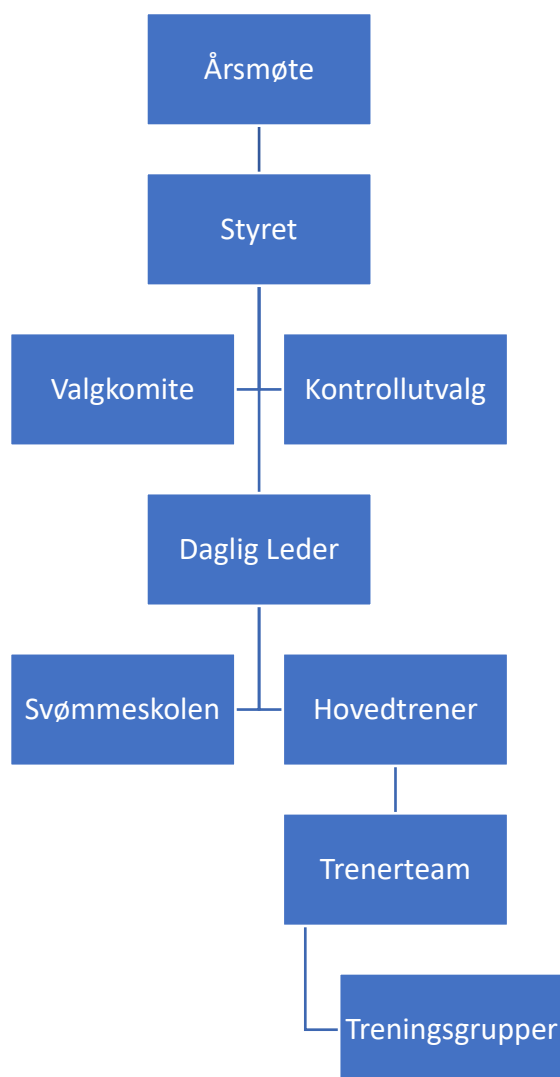 Årsmøte
Styret
Valgkomite
Kontrollutvalg
Daglig Leder
Svømmeskolen
Hovedtrener
Trenerteam
Treningsgrupper